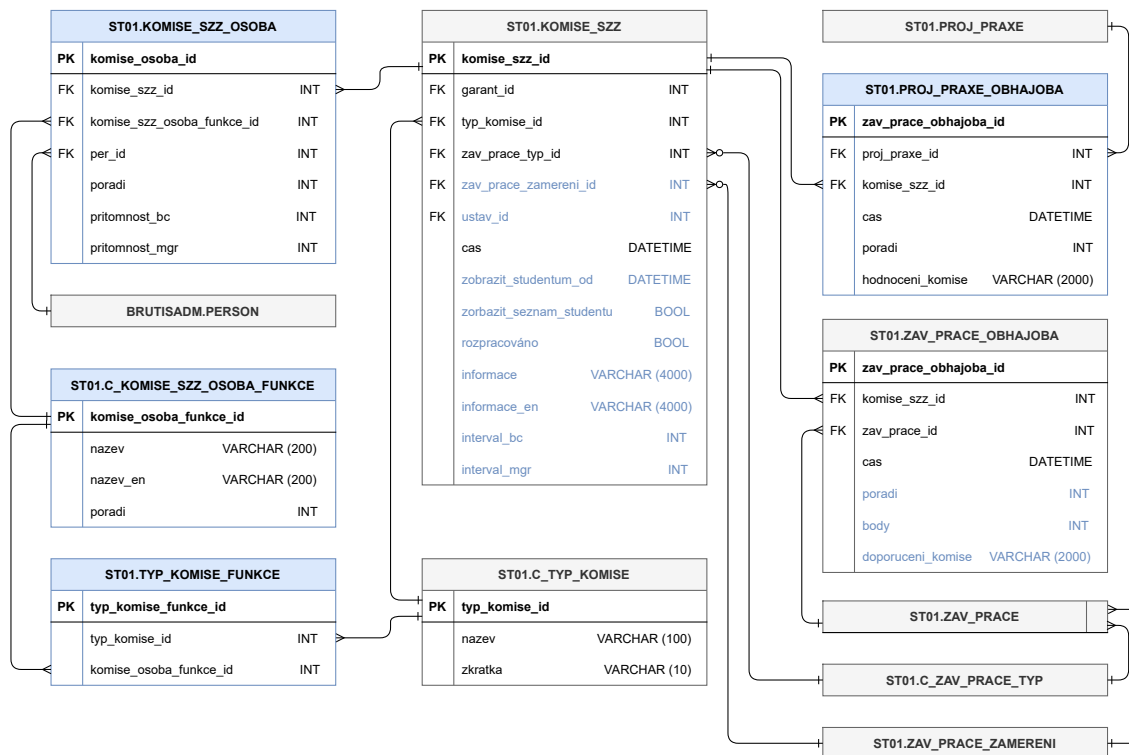 ST01.KOMISE_SZZ_OSOBA
PK komise_osoba_id
FK komise_szz_id INT
FK komise_szz_osoba_funkce_id INT
FK per_id INT
poradi INT
pritomnost_bc INT
pritomnost_mgr INT
BRUTISADM.PERSON
ST01.C_KOMISE_SZZ_OSOBA_FUNKCE
PK komise_osoba_funkce_id
nazev VARCHAR (200)
nazev_en VARCHAR (200)
poradi INT
ST01.TYP_KOMISE_FUNKCE
PK typ_komise_funkce_id
typ_komise_id INT
komise_osoba_funkce_id INT
ST01.KOMISE_SZZ
PK komise_szz_id
FK garant_id INT
FK typ_komise_id INT
FK zav_prace_typ_id INT
FK zav_prace_zamereni_id INT
FK ustav_id INT
cas DATETIME
zobrazit_studentum_od DATETIME
zorbazit_seznam_studentu BOOL
rozpracováno BOOL
informace VARCHAR (4000)
informace_en VARCHAR (4000)
interval_bc INT
interval_mgr INT
ST01.C_TYP_KOMISE
PK typ_komise_id
nazev VARCHAR (100)
zkratka VARCHAR (10)
ST01.PROJ_PRAXE
ST01.PROJ_PRAXE_OBHAJOBA
PK zav_prace_obhajoba_id
FK proj_praxe_id INT
FK komise_szz_id INT
cas DATETIME
poradi INT
hodnoceni_komise VARCHAR (2000)
ST01.ZAV_PRACE_OBHAJOBA
PK zav_prace_obhajoba_id
FK komise_szz_id INT
FK zav_prace_id INT
cas DATETIME
poradi INT
body INT
doporuceni_komise VARCHAR (2000)
ST01.ZAV_PRACE
ST01.C_ZAV_PRACE_TYP
ST01.ZAV_PRACE_ZAMERENI